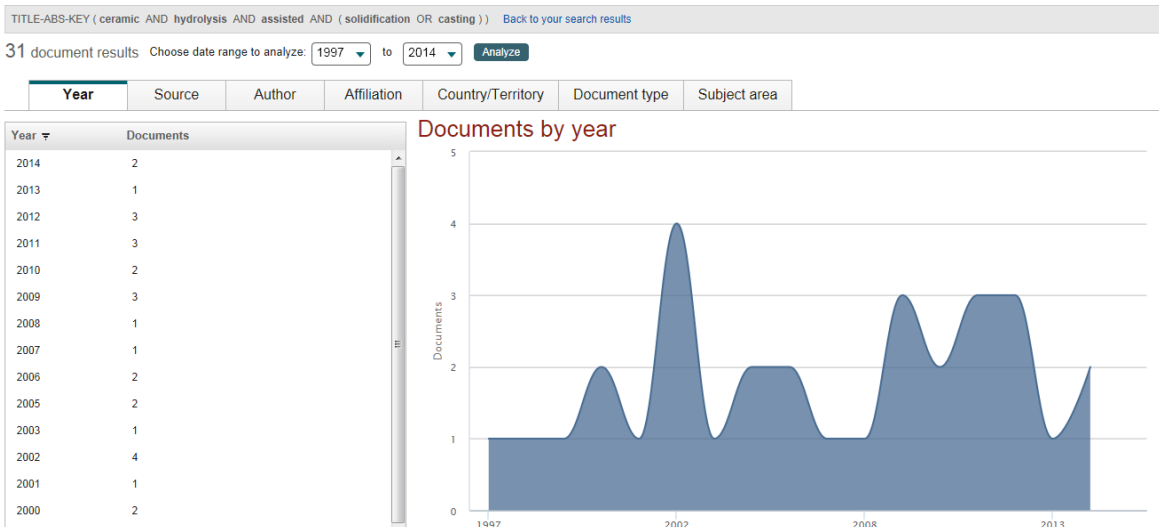 TITLE-ABS-KEY ( ceramic AND hydrolysis AND assisted AND ( solidification OR casting ) ) Back to your search results
31 document results Choose date range to analyze: 1997 to 2014 Analyze
Year Source Author Affiliation Country/Territory Document type Subject area
Year Documents
2014 2
2013 1
2012 3
2011 3
2010 2
2009 3
2008 1
2007 1
2006 2
2005 2
2003 1
2002 4
2001 1
2000 2
Documents by year
5
4
3
2
1
0
Documents
1997 2002 2008 2013